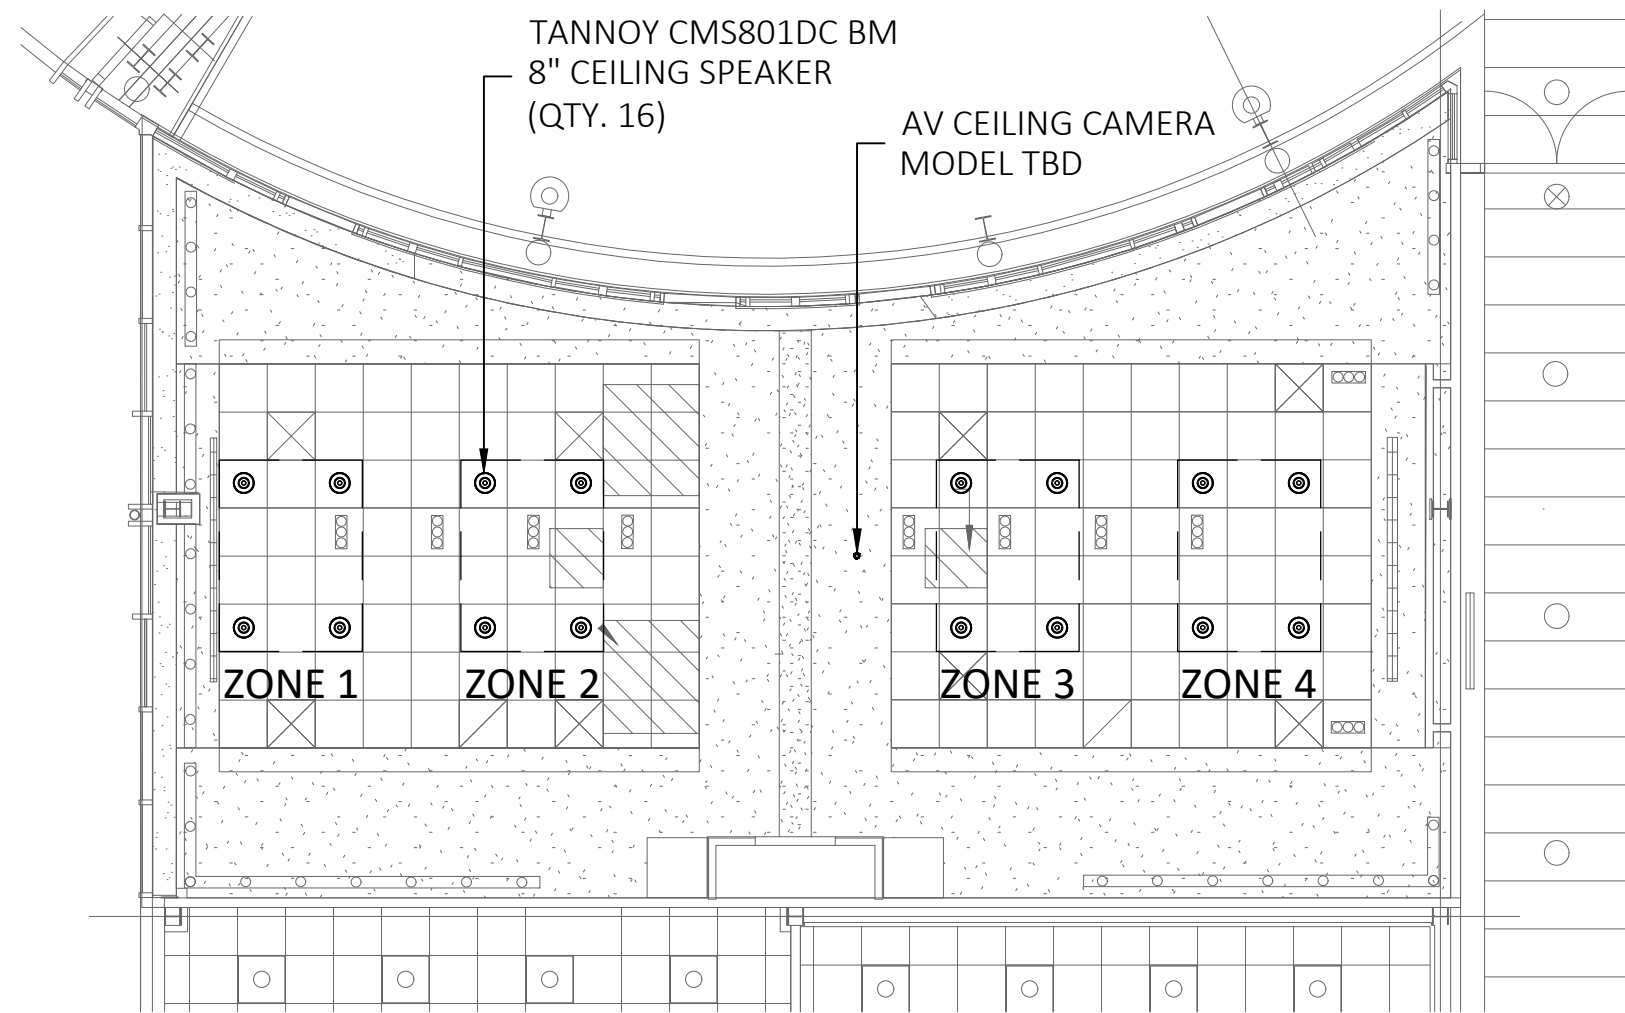 TANNOY CMS801DC BM
8" CEILING SPEAKER
(QTY. 16)
AV CEILING CAMERA
MODEL TBD
ZONE 1
ZONE 2
ZONE 3
ZONE 4